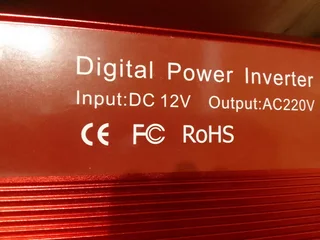 Digital Power Inverter
Input:DC 12V Output:AC220V
CE FC RoHS